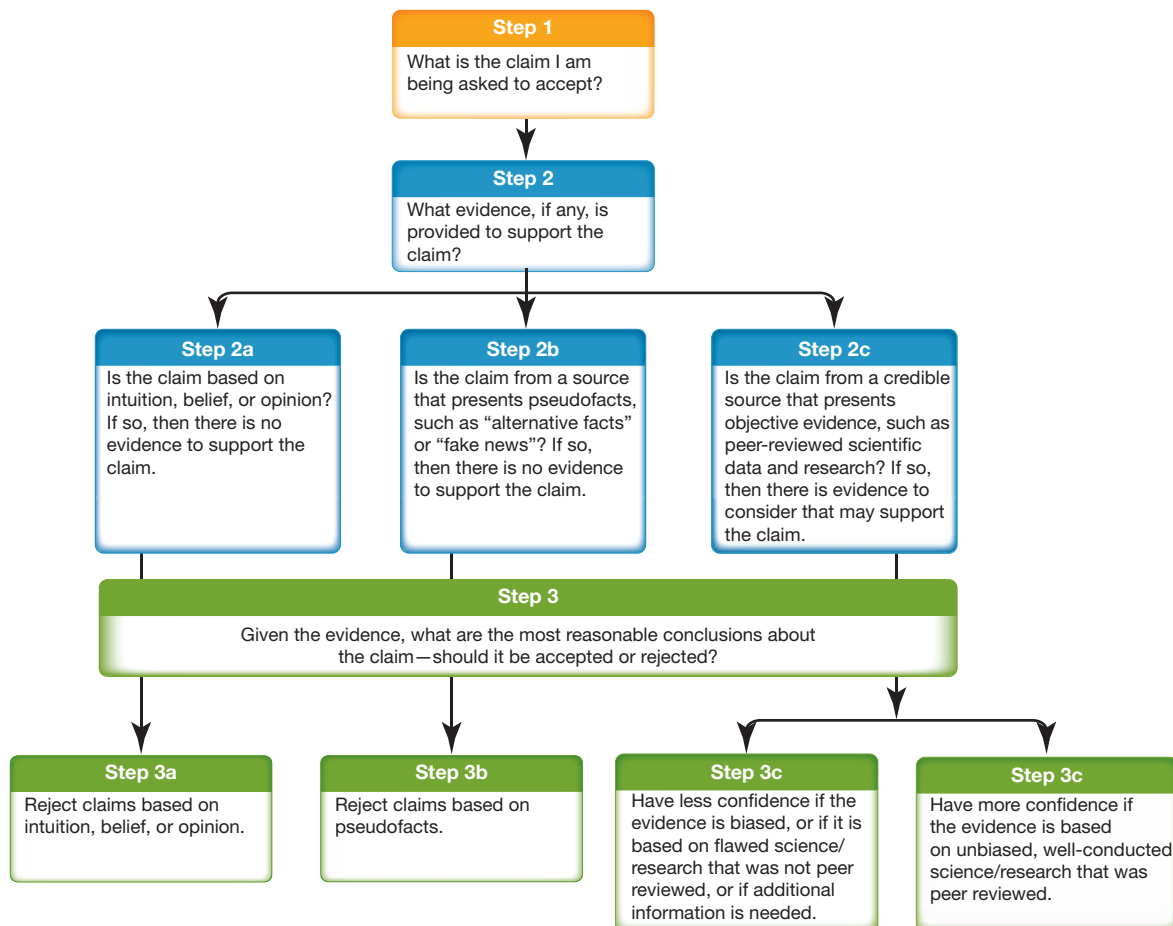 Step 1
What is the claim I am
being asked to accept?
Step 2
What evidence, if any, is
provided to support the
claim?
Step 2a
Is the claim based on
intuition, belief, or opinion?
If so, then there is no
evidence to support the
claim.
Step 2b
Is the claim from a source
that presents pseudofacts,
such as “alternative facts”
or “fake news”? If so,
then there is no evidence
to support the claim.
Step 2c
Is the claim from a credible
source that presents
objective evidence, such as
peer-reviewed scientific
data and research? If so,
then there is evidence to
consider that may support
the claim.
Step 3
Given the evidence, what are the most reasonable conclusions about
the claim—should it be accepted or rejected?
Step 3a
Reject claims based on
intuition, belief, or opinion.
Step 3b
Reject claims based on
pseudofacts.
Step 3c
Have less confidence if the
evidence is biased, or if it is
based on flawed science/
research that was not peer
reviewed, or if additional
information is needed.
Step 3c
Have more confidence if
the evidence is based
on unbiased, well-conducted
science/research that was
peer reviewed.